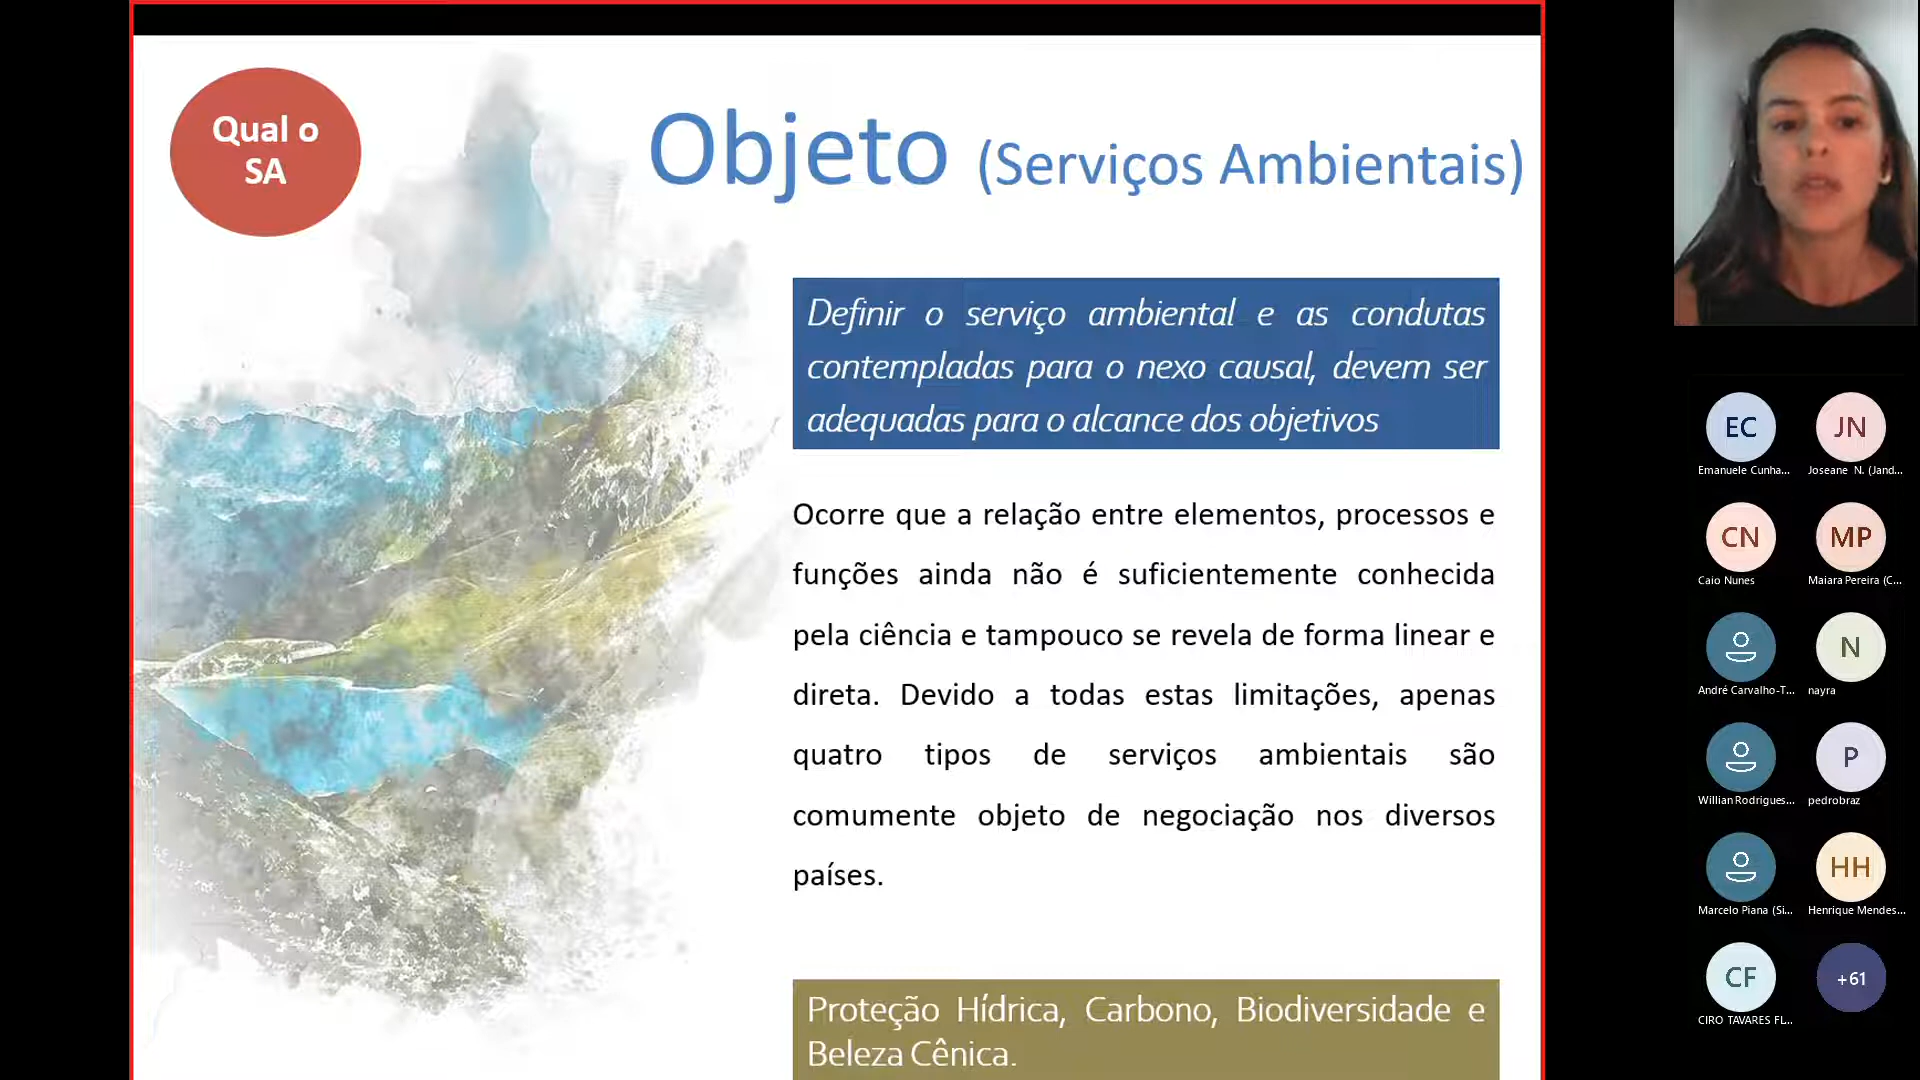 Qual o
SA
Objeto (Serviços Ambientais)
Definir o serviço ambiental e as condutas
contempladas para o nexo causal, devem ser
adequadas para o alcance dos objetivos
Ocorre que a relação entre elementos, processos e
funções ainda não é suficientemente conhecida
pela ciência e tampouco se revela de forma linear e
direta. Devido a todas estas limitações, apenas
quatro tipos de serviços ambientais são
comumente objeto de negociação nos diversos
países.
Proteção Hídrica, Carbono, Biodiversidade e
Beleza Cênica.
EC
JN
Emanuele Cunha...
Joseane N. (Jand...
CN
MP
Caio Nunes
Maiara Pereira (C...
N
André Carvalho-T...
nayra
P
Willian Rodrigues...
pedrobraz
HH
Marcelo Piana (Si...
Henrique Mendes...
CF
+61
CIRO TAVARES FL...